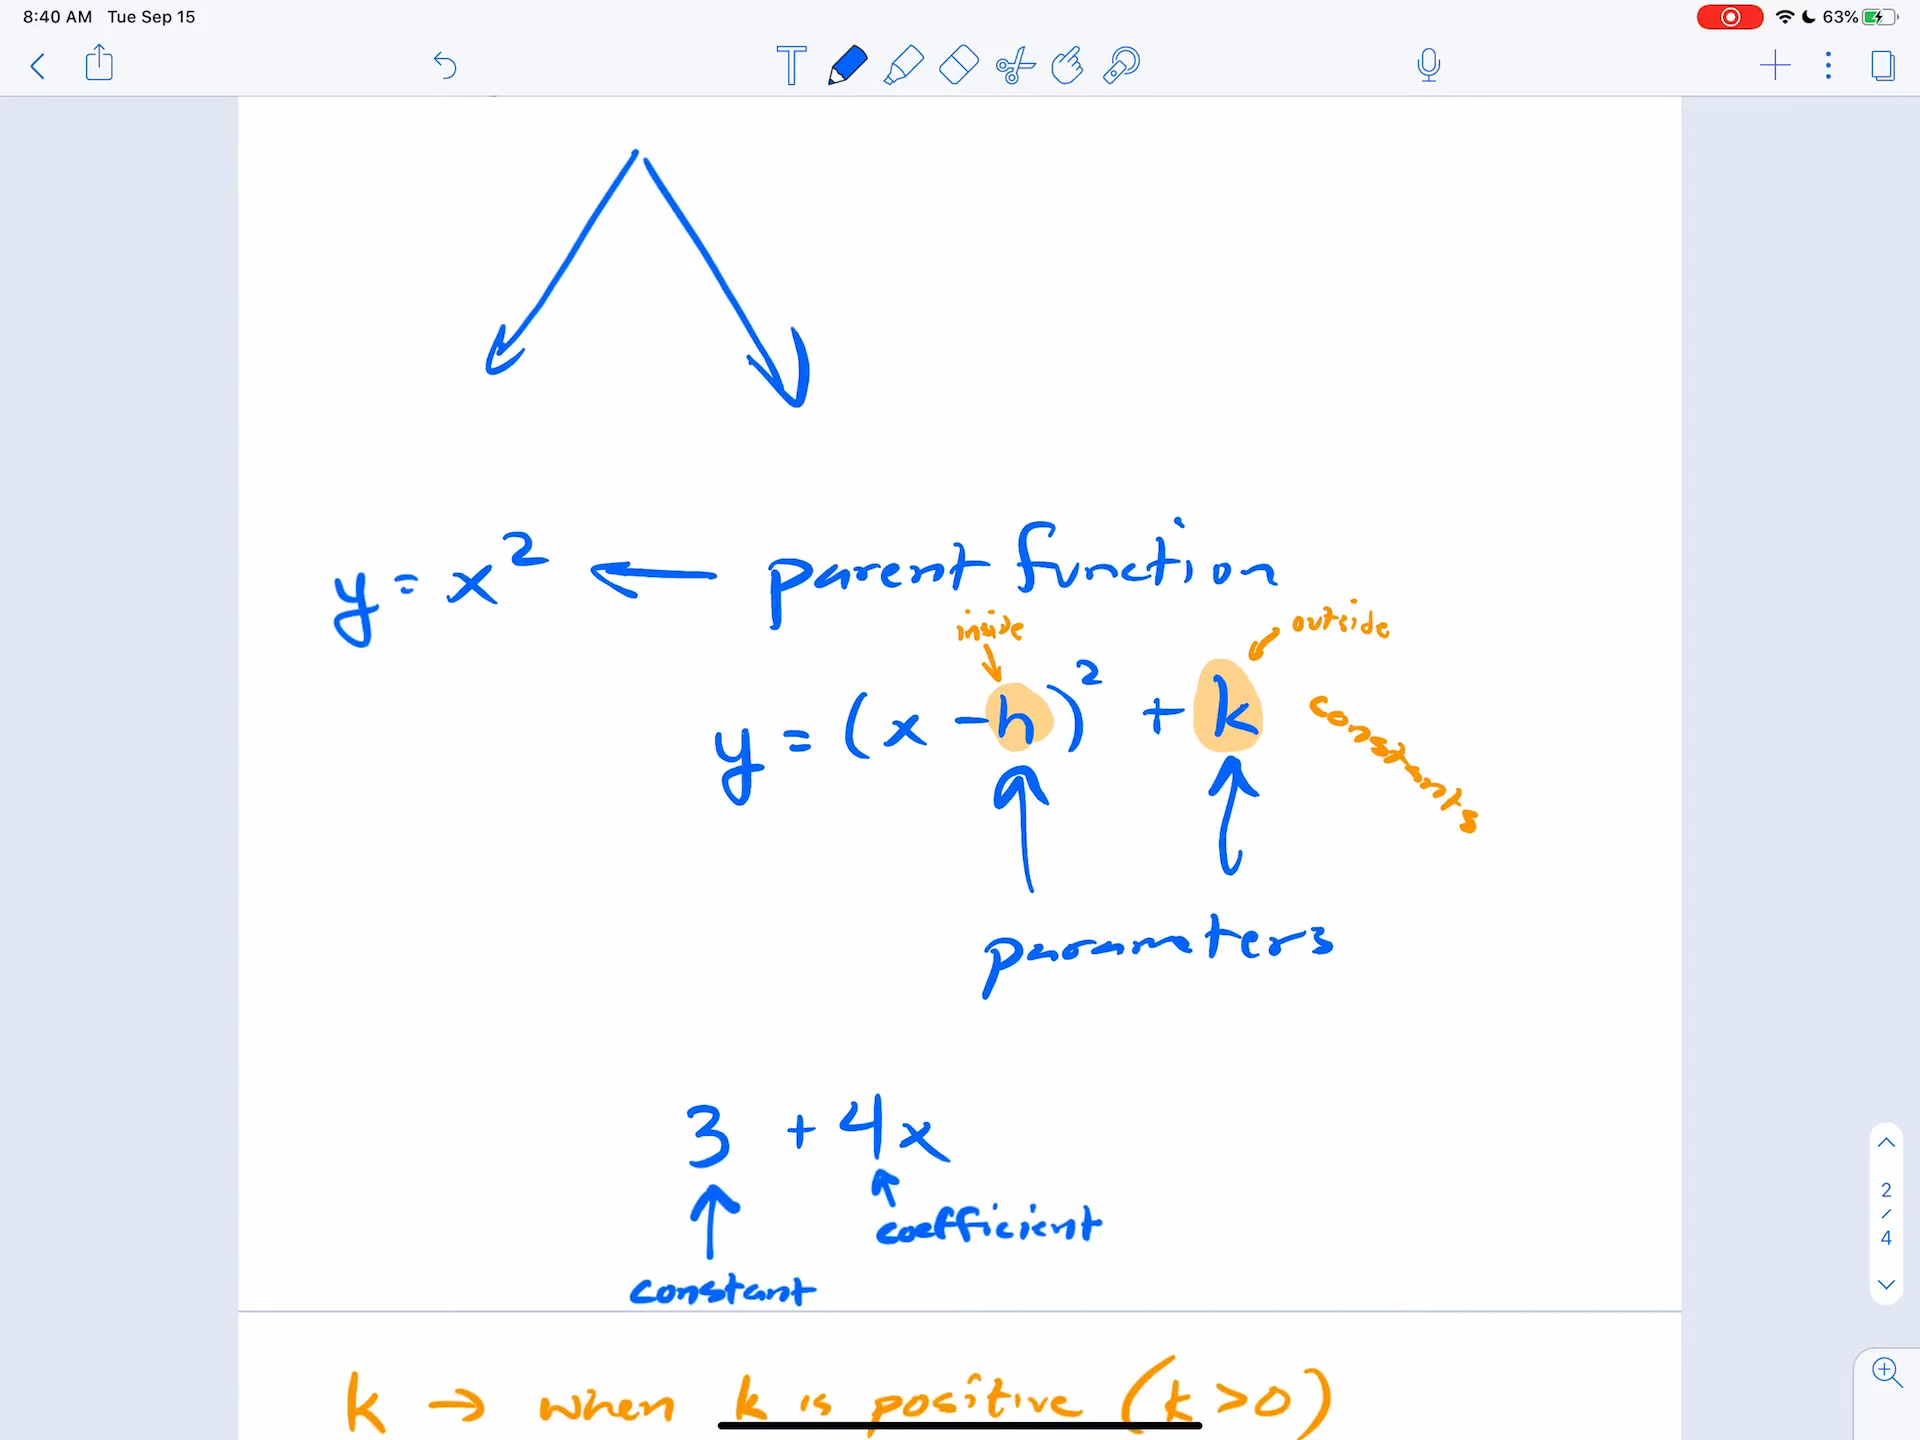 8:40 AM Tue Sep 15
63%
T
y = x² ← parent function
inside
outside
y = (x - h)² + k
constants
parameters
3 + 4x
coefficient
constant
2
/
4
k → when k is positive (k > 0)